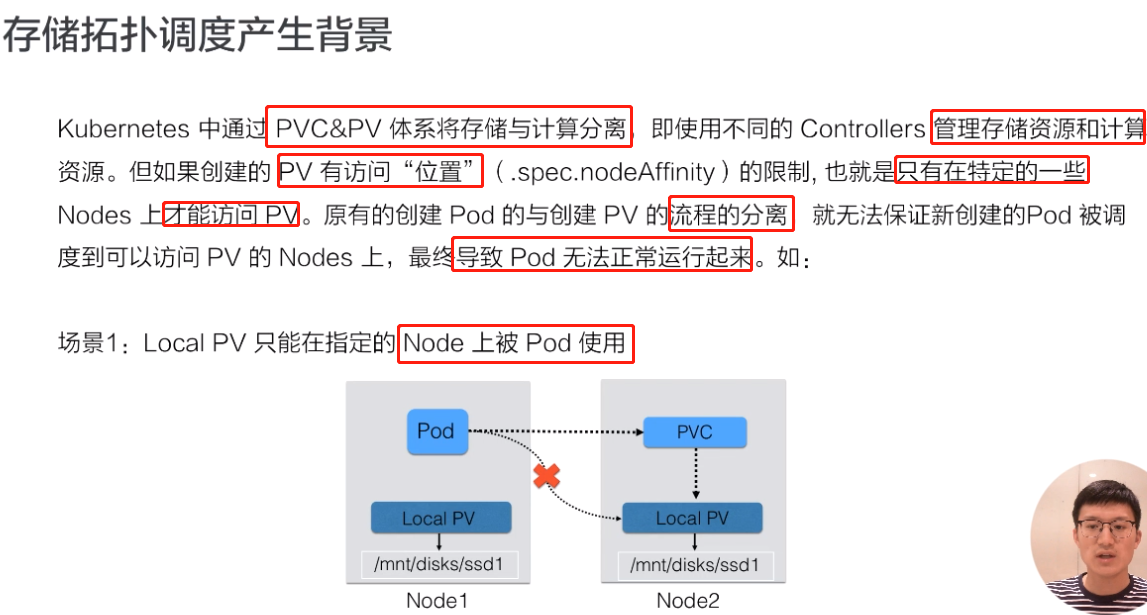 存储拓扑调度产生背景
Kubernetes 中通过 PVC&PV 体系将存储与计算分离，即使用不同的 Controllers 管理存储资源和计算
资源。但如果创建的 PV 有访问“位置”（.spec.nodeAffinity）的限制, 也就是只有在特定的一些
Nodes 上才能访问 PV。原有的创建 Pod 的与创建 PV 的流程的分离 就无法保证新创建的Pod 被调
度到可以访问 PV 的 Nodes 上，最终导致 Pod 无法正常运行起来。如：
场景1：Local PV 只能在指定的 Node 上被 Pod 使用
Pod
PVC
Local PV
Local PV
/mnt/disks/ssd1
/mnt/disks/ssd1
Node1
Node2